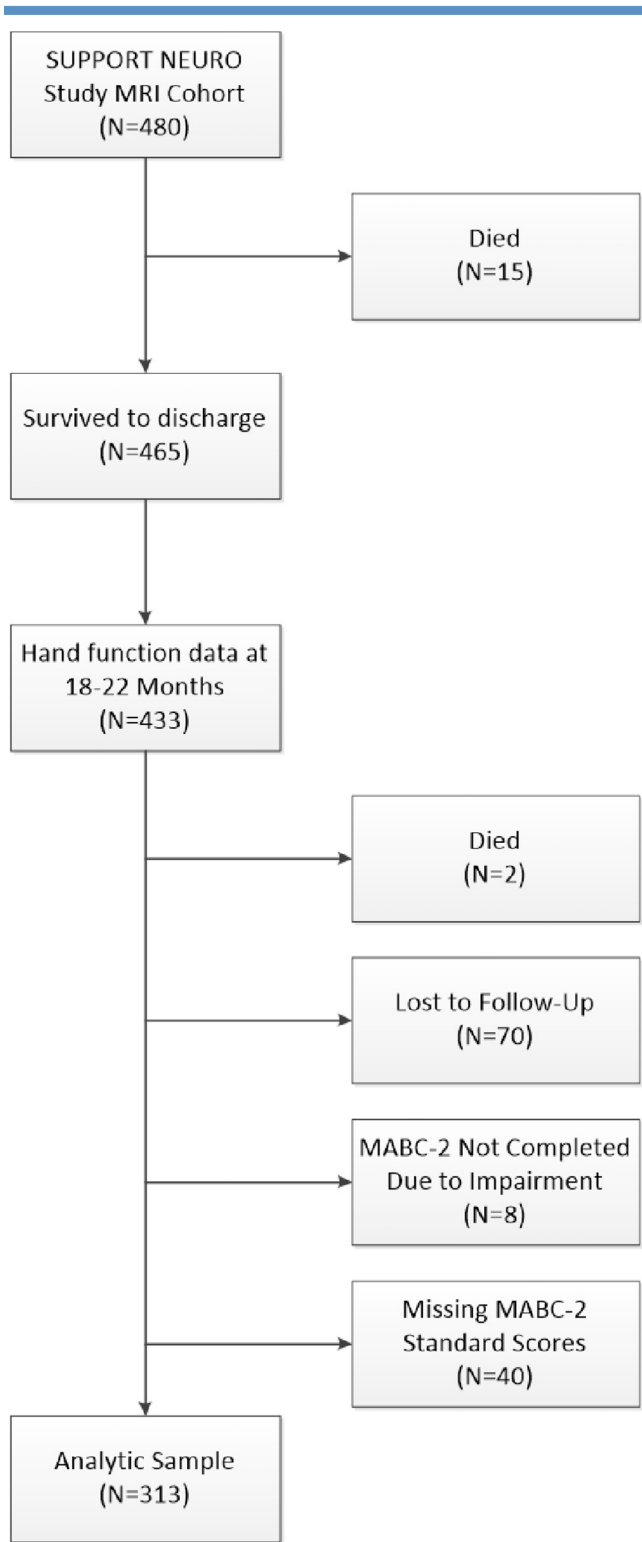 SUPPORT NEURO
Study MRI Cohort
(N=480)
Died
(N=15)
Survived to discharge
(N=465)
Hand function data at
18-22 Months
(N=433)
Died
(N=2)
Lost to Follow-Up
(N=70)
MABC-2 Not Completed
Due to Impairment
(N=8)
Missing MABC-2
Standard Scores
(N=40)
Analytic Sample
(N=313)